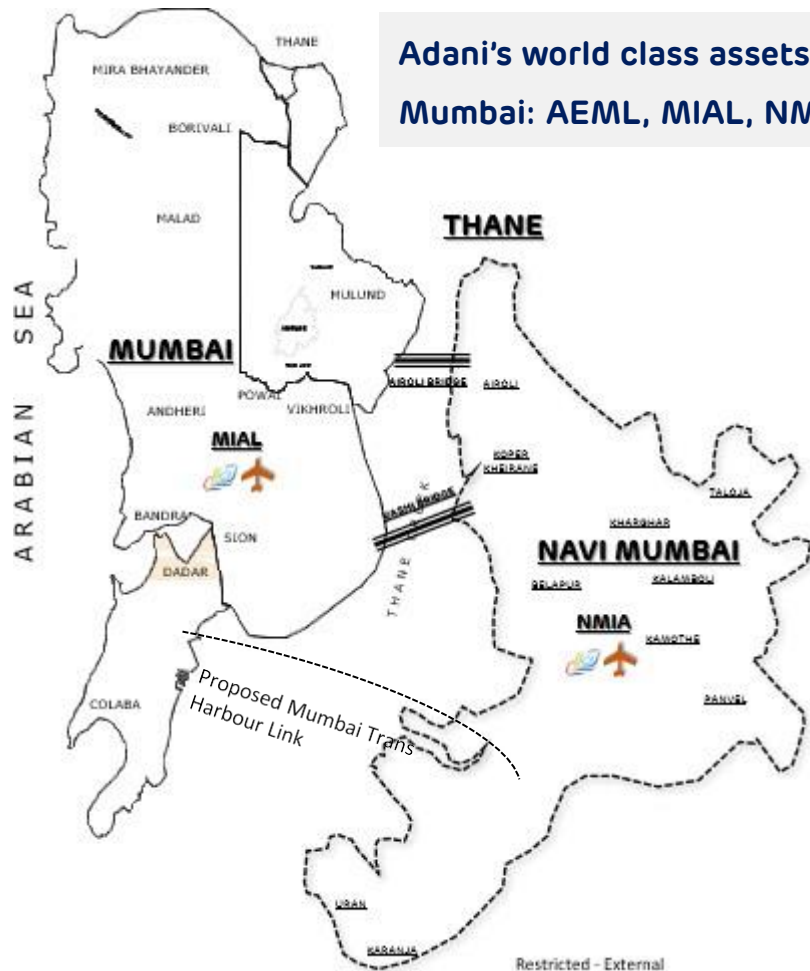 Adani's world class assets
Mumbai: AEML, MIAL, NM
THANE
MIRA BHAYANDER
BORIVALI
MALAD
THANE
MULUND
ARABIAN SEA
MUMBAI
AIROLI BRIDGE
AIROLI
POWAI
ANDHERI
VIKHROLI
MIAL
KOPER
KHEIRANE
TALOJA
VASHI BRIDGE
BANDRA
KHARGHAR
SION
NAVI MUMBAI
DADAR
THANE
BELAPUR
KALAMBOLI
NMIA
KAMOTHE
Proposed Mumbai Trans
Harbour Link
COLABA
PANVEL
URAN
KARANJA
Restricted - External